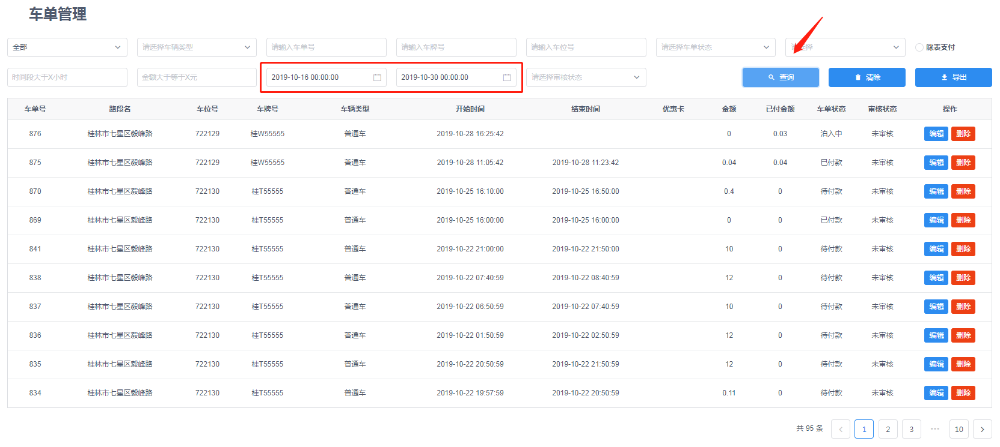 车单管理
全部 请选择车辆类型 请输入车单号 请输入车牌号 请输入车位号 请选择车单状态 请选择 咪表支付
时间段大于X小时 金额大于等于X元 2019-10-16 00:00:00 2019-10-30 00:00:00 请选择审核状态 查询 清除 导出
车单号 路段名 车位号 车牌号 车辆类型 开始时间 结束时间 优惠卡 金额 已付金额 车单状态 审核状态 操作
876 桂林市七星区毅峰路 722129 桂W55555 普通车 2019-10-28 16:25:42 0 0.03 泊入中 未审核 编辑 删除
875 桂林市七星区毅峰路 722129 桂W55555 普通车 2019-10-28 11:05:42 2019-10-28 11:23:42 0.04 0.04 已付款 未审核 编辑 删除
870 桂林市七星区毅峰路 722130 桂T55555 普通车 2019-10-25 16:10:00 2019-10-25 16:50:00 0.4 0 待付款 未审核 编辑 删除
869 桂林市七星区毅峰路 722130 桂T55555 普通车 2019-10-25 16:00:00 2019-10-25 16:00:00 0 0 已付款 未审核 编辑 删除
841 桂林市七星区毅峰路 722130 桂T55555 普通车 2019-10-22 21:00:00 2019-10-22 21:50:00 10 0 待付款 未审核 编辑 删除
838 桂林市七星区毅峰路 722130 桂T55555 普通车 2019-10-22 07:40:59 2019-10-22 08:40:59 12 0 待付款 未审核 编辑 删除
837 桂林市七星区毅峰路 722130 桂T55555 普通车 2019-10-22 06:50:59 2019-10-22 07:40:59 10 0 待付款 未审核 编辑 删除
836 桂林市七星区毅峰路 722130 桂T55555 普通车 2019-10-22 01:50:59 2019-10-22 02:50:59 12 0 待付款 未审核 编辑 删除
835 桂林市七星区毅峰路 722130 桂T55555 普通车 2019-10-22 20:50:59 2019-10-22 21:50:59 12 0 待付款 未审核 编辑 删除
834 桂林市七星区毅峰路 722130 桂T55555 普通车 2019-10-22 19:57:59 2019-10-22 20:50:59 0.11 0 待付款 未审核 编辑 删除
共 95 条 1 2 3 ··· 10